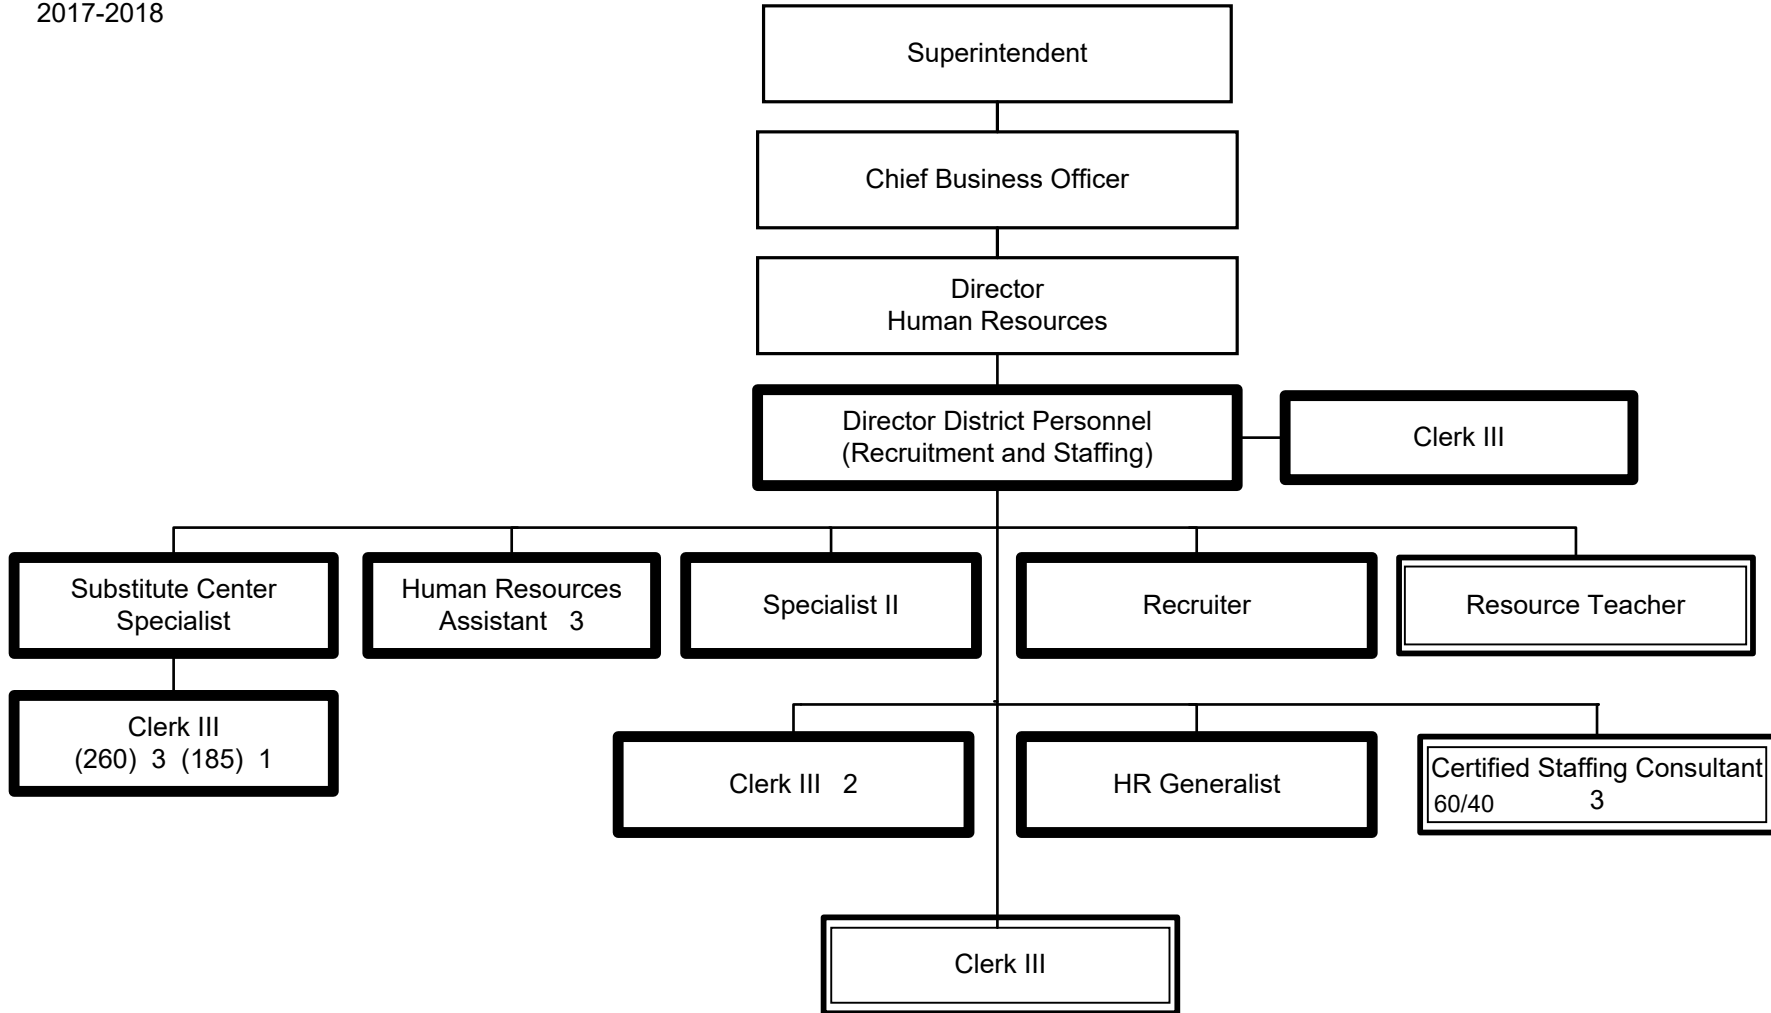 2017-2018
Superintendent
Chief Business Officer
Director
Human Resources
Director District Personnel
(Recruitment and Staffing)
Clerk III
Substitute Center
Specialist
Human Resources
Assistant 3
Specialist II
Recruiter
Resource Teacher
Clerk III
(260) 3 (185) 1
Clerk III 2
HR Generalist
Certified Staffing Consultant
60/40 3
Clerk III